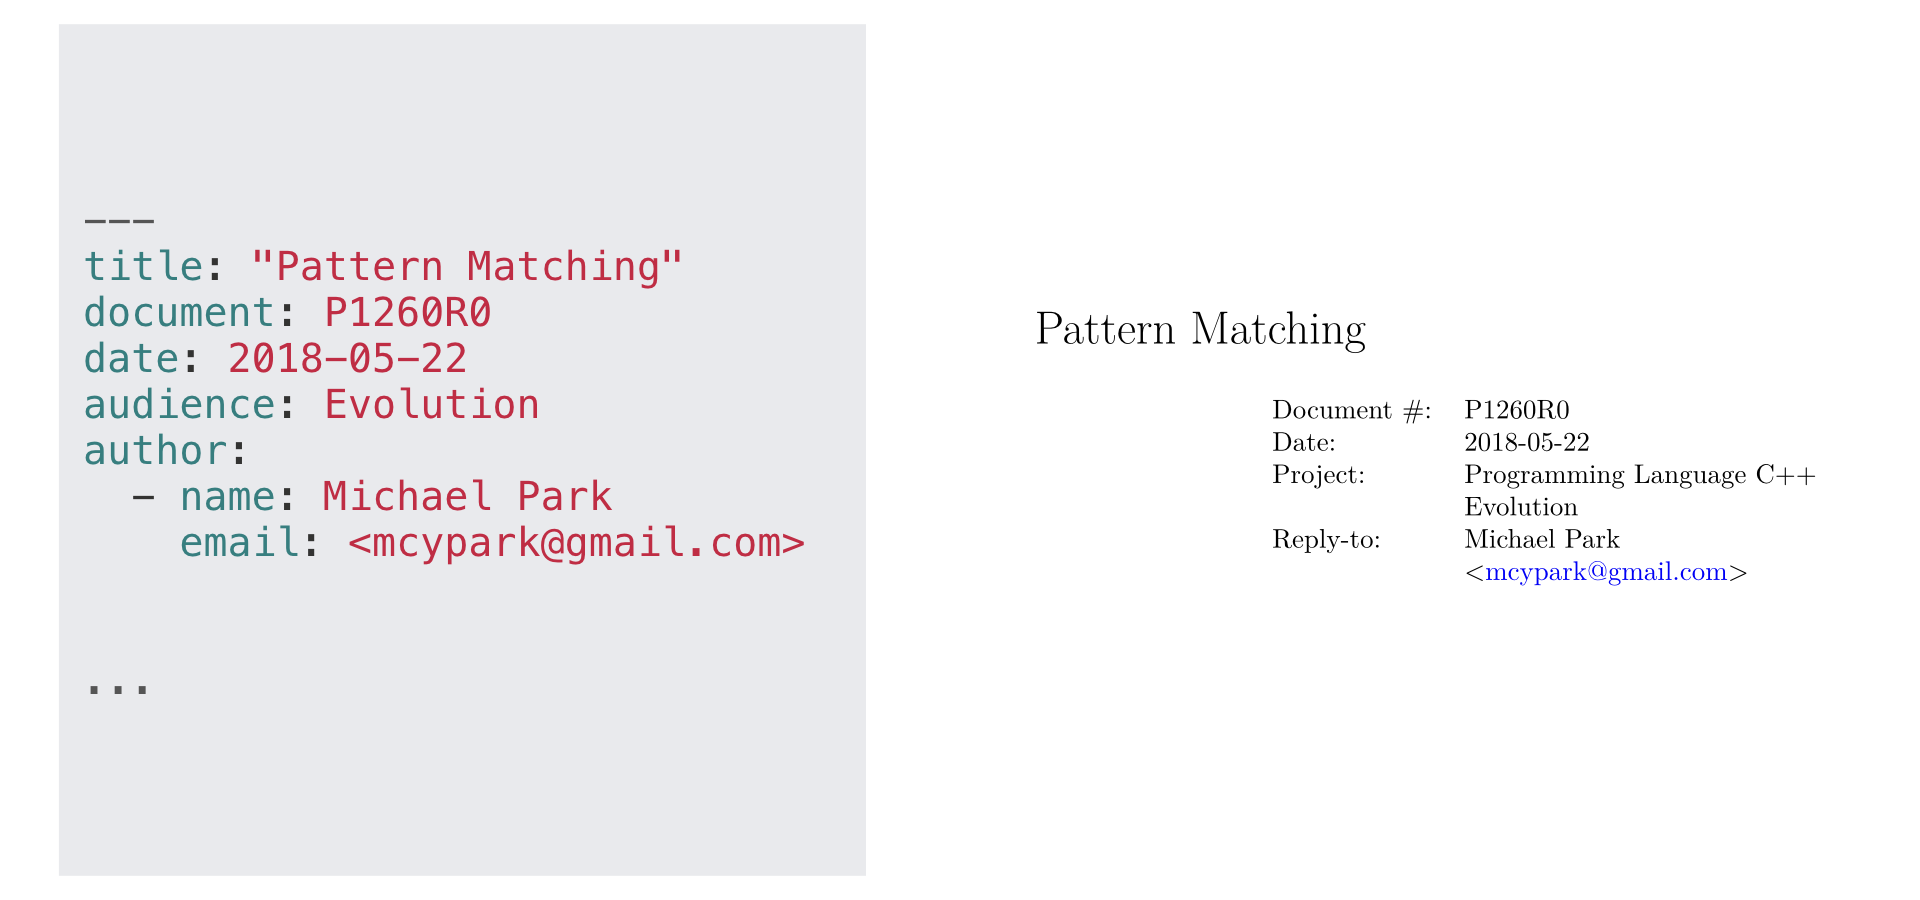 ---
title: "Pattern Matching"
document: P1260R0
date: 2018-05-22
audience: Evolution
author:
  - name: Michael Park
    email: <mcypark@gmail.com>
...
Pattern Matching
Document #: P1260R0
Date: 2018-05-22
Project: Programming Language C++
Evolution
Reply-to: Michael Park
<mcypark@gmail.com>